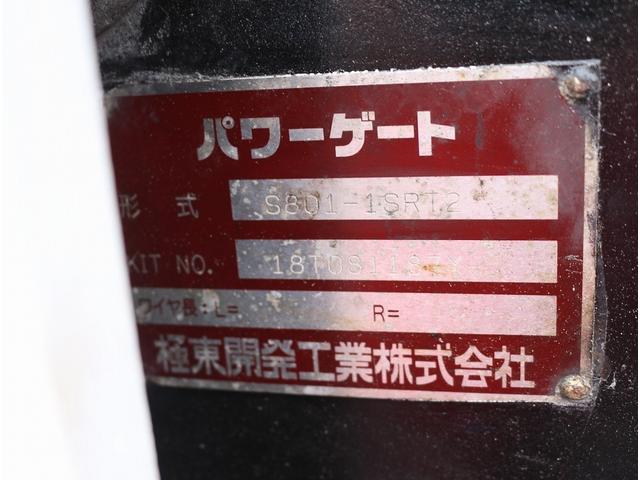 パワーゲート
形式 S801-1SRT2
KIT NO.
ワイヤ長:L= R=
極東開発工業株式会社